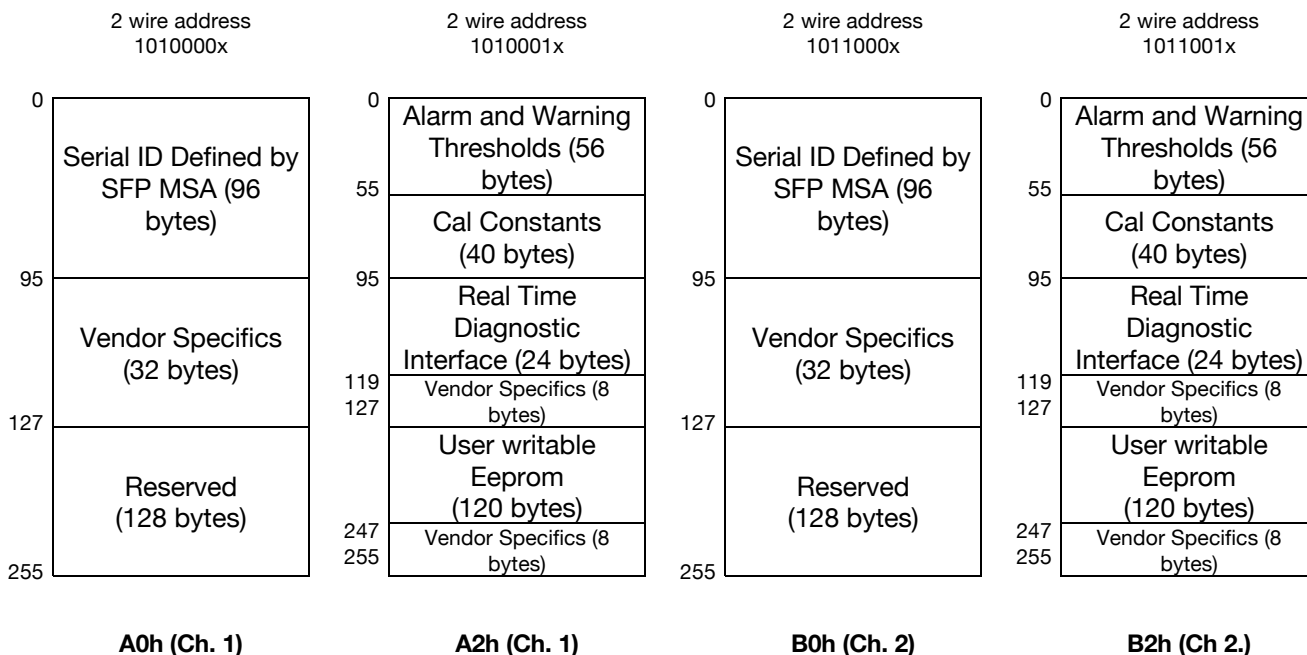 2 wire address
1010000x
0
Serial ID Defined by
SFP MSA (96
bytes)
95
Vendor Specifics
(32 bytes)
127
Reserved
(128 bytes)
255
A0h (Ch. 1)
2 wire address
1010001x
0
Alarm and Warning
Thresholds (56
bytes)
55
Cal Constants
(40 bytes)
95
Real Time
Diagnostic
Interface (24 bytes)
119
Vendor Specifics (8
127
bytes)
User writable
Eeprom
(120 bytes)
247
Vendor Specifics (8
255
bytes)
A2h (Ch. 1)
2 wire address
1011000x
0
Serial ID Defined by
SFP MSA (96
bytes)
95
Vendor Specifics
(32 bytes)
127
Reserved
(128 bytes)
255
B0h (Ch. 2)
2 wire address
1011001x
0
Alarm and Warning
Thresholds (56
bytes)
55
Cal Constants
(40 bytes)
95
Real Time
Diagnostic
Interface (24 bytes)
119
Vendor Specifics (8
127
bytes)
User writable
Eeprom
(120 bytes)
247
Vendor Specifics (8
255
bytes)
B2h (Ch 2.)